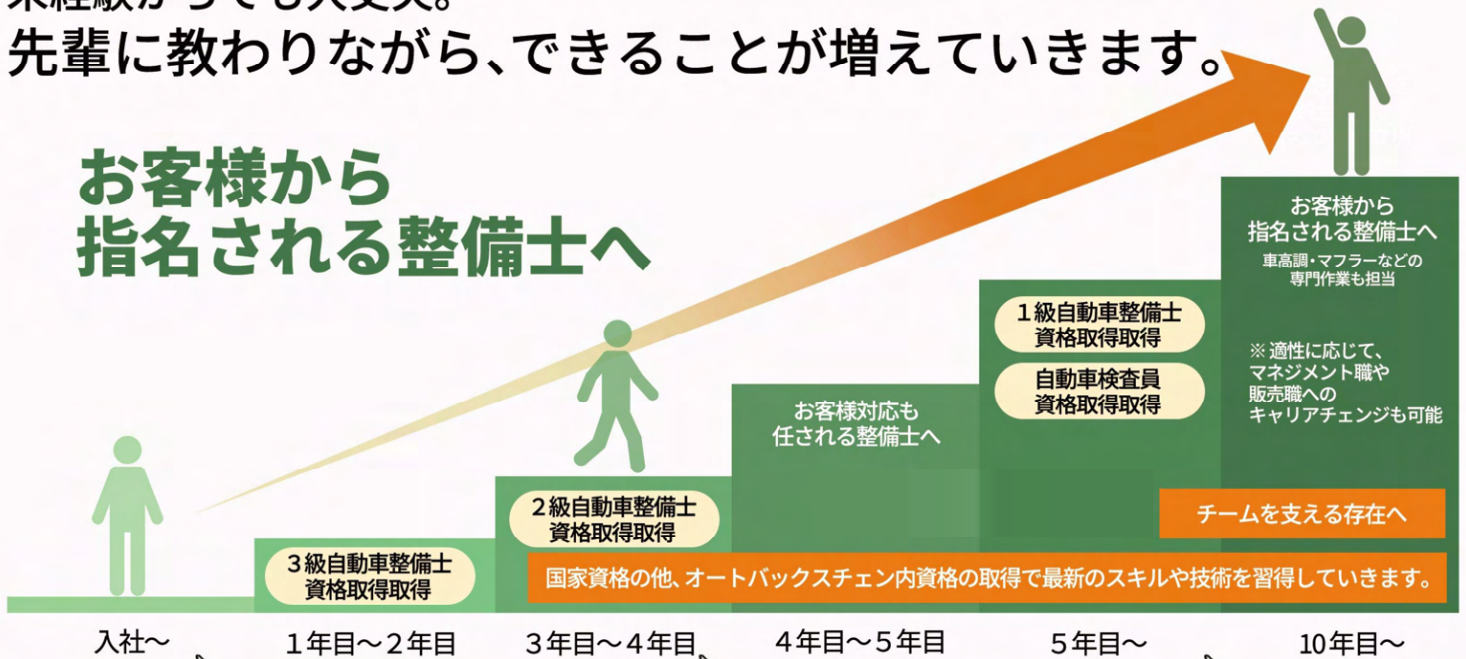 未経験からでも大丈夫。
先輩に教わりながら、できることが増えていきます。
お客様から
指名される整備士へ
お客様から
指名される整備士へ
車高調・マフラーなどの
専門作業も担当
※適性に応じて、
マネジメント職や
販売職への
キャリアチェンジも可能
1級自動車整備士
資格取得取得
自動車検査員
資格取得取得
お客様対応も
任される整備士へ
2級自動車整備士
資格取得取得
3級自動車整備士
資格取得取得
チームを支える存在へ
国家資格の他、オートバックスチェン内資格の取得で最新のスキルや技術を習得していきます。
入社〜
1年目〜2年目
3年目〜4年目
4年目〜5年目
5年目〜
10年目〜